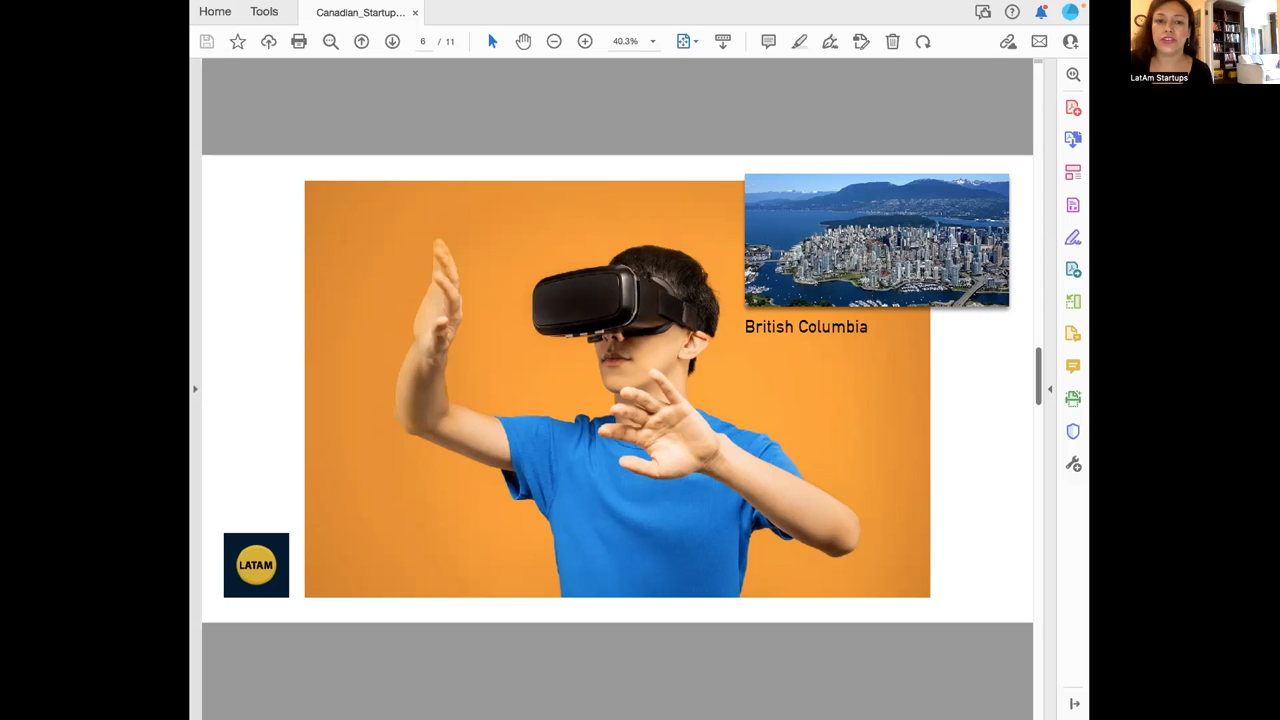 Home
Tools
Canadian_Startup...
6 / 11
40.3%
LatAm Startups
British Columbia
LATAM